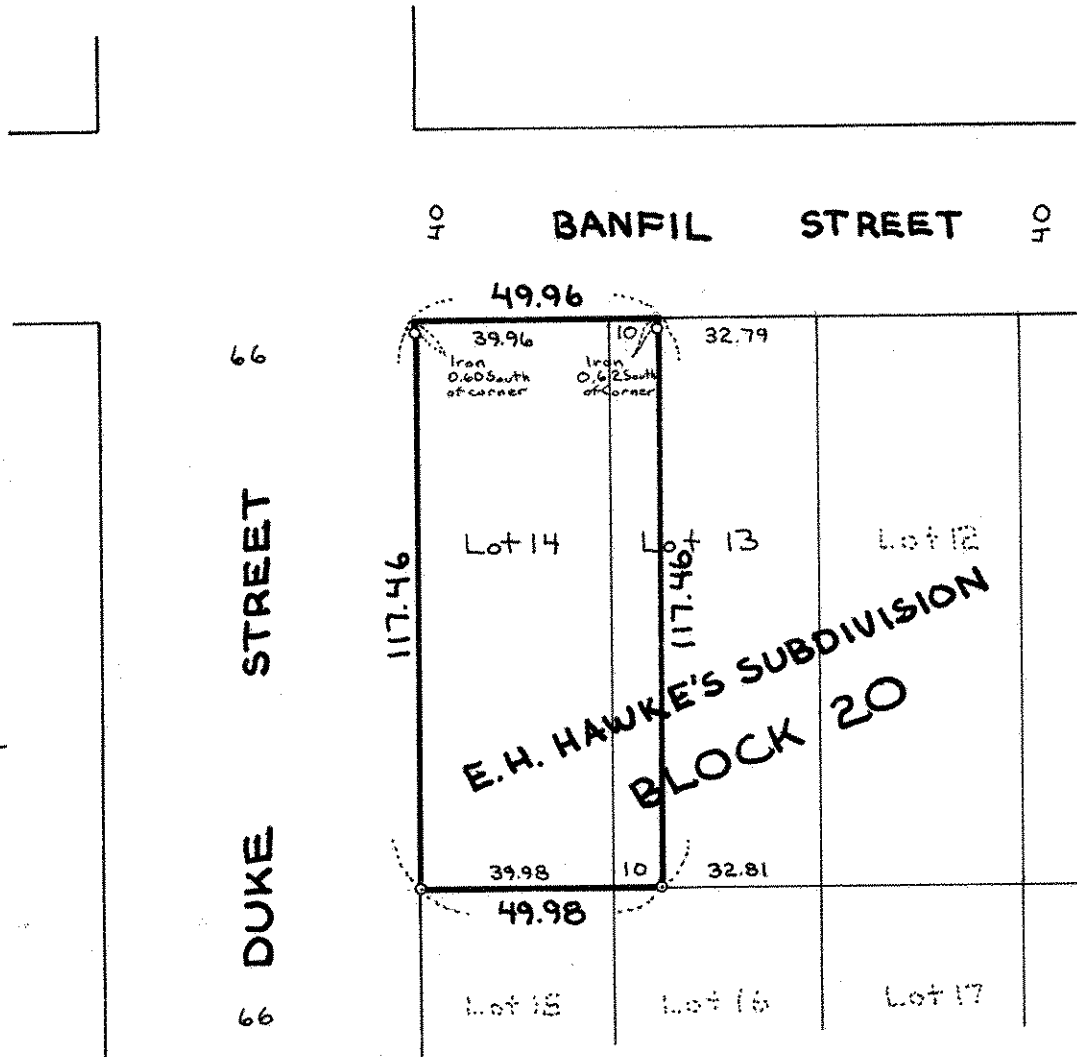 40 BANFIL STREET 40
49.96
66
39.96 10 32.79
Iron
0.60 South
of corner
Iron
0.62 South
of Corner
STREET
Lot 14 Lot 13 Lot 12
117.46
117.46
E.H. HAWKE'S SUBDIVISION
BLOCK 20
DUKE
39.98 10 32.81
49.98
66
Lot 16 Lot 17